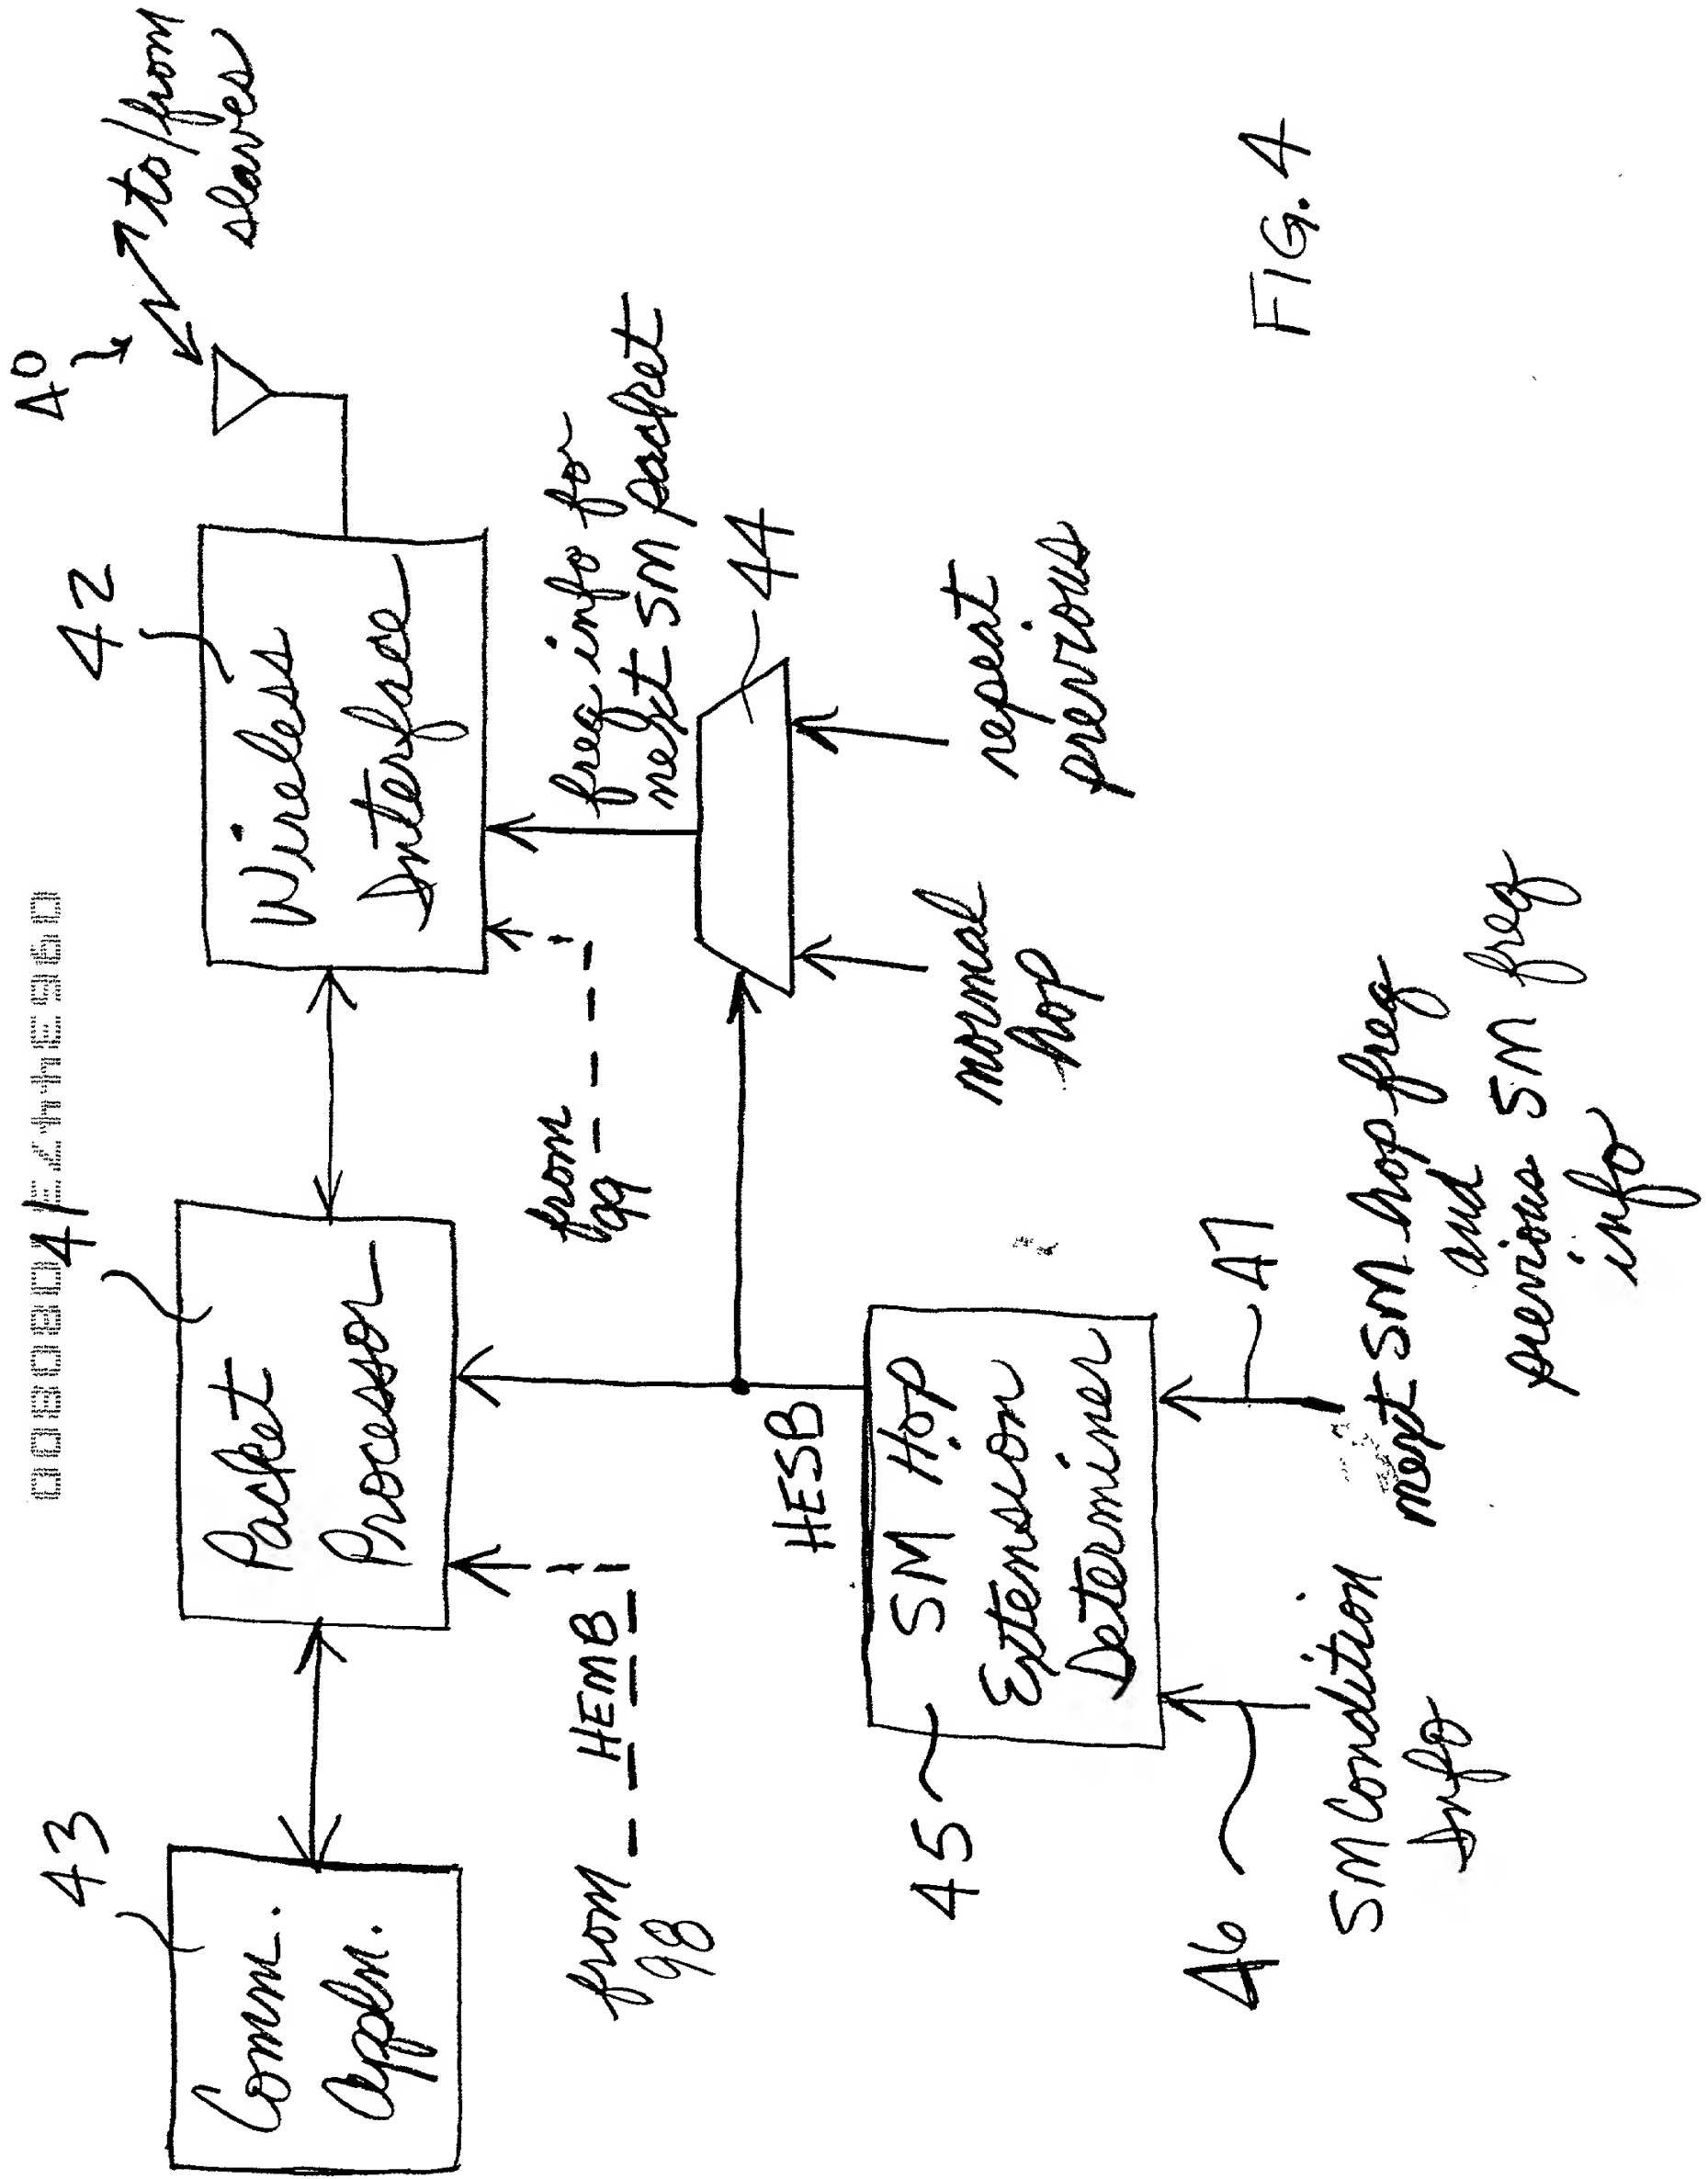 40
to/from
slaves
42
Wireless
Interface
41
Packet
Processor
43
Comm.
Appln.
freq info for
next SM packet
44
from
99
from
98
HEMB
HESB
normal
hop
repeat
previous
45
SM Hop
Extension
Determiner
46
SM Condition
Info
47
next SM hop freq
and
previous SM freq
info
FIG. 4